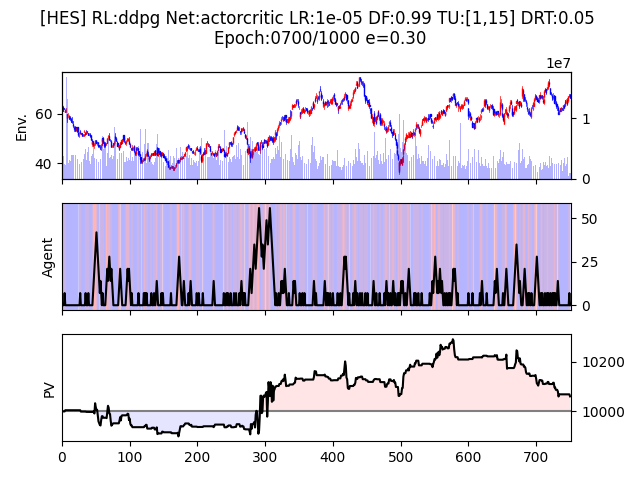 [HES] RL:ddpg Net:actorcritic LR:1e-05 DF:0.99 TU:[1,15] DRT:0.05
Epoch:0700/1000 e=0.30
1e7
Env.
60
40
1
0
Agent
50
25
0
PV
10200
10000
0
100
200
300
400
500
600
700